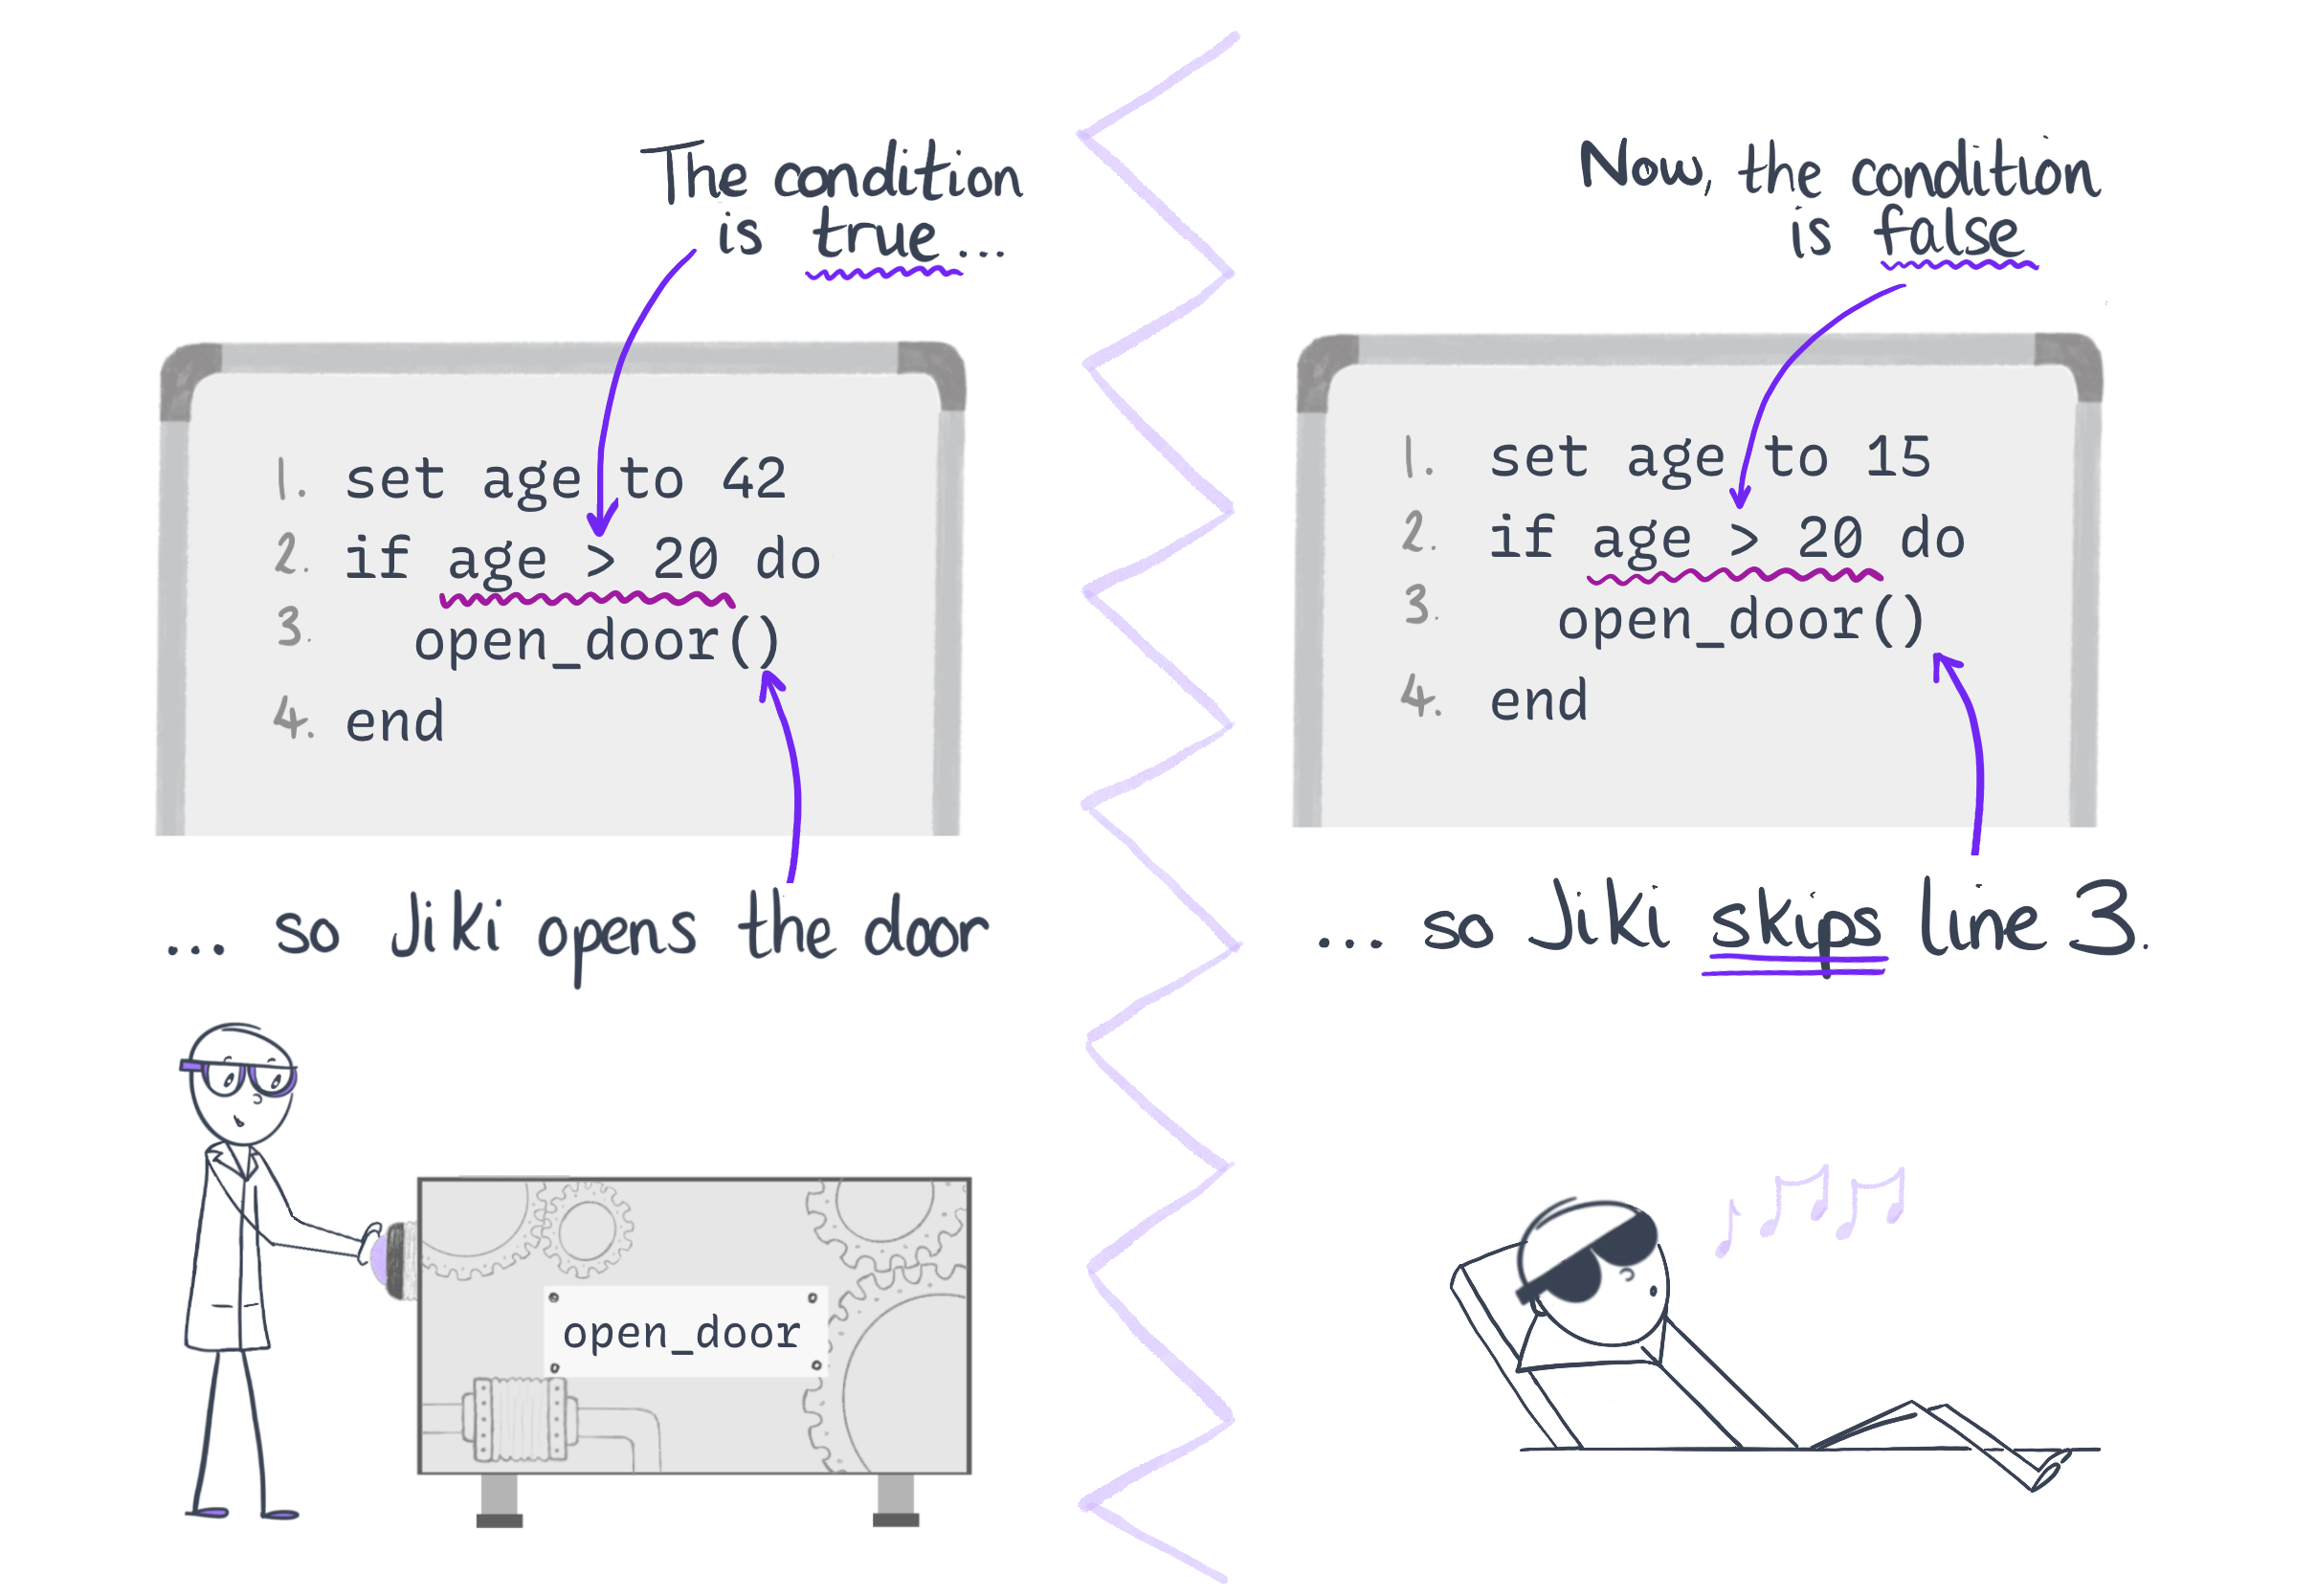 The condition
is true...
1. set age to 42
2. if age > 20 do
3. open_door()
4. end
... so Jiki opens the door
open_door
Now, the condition
is false
1. set age to 15
2. if age > 20 do
3. open_door()
4. end
... so Jiki skips line 3.